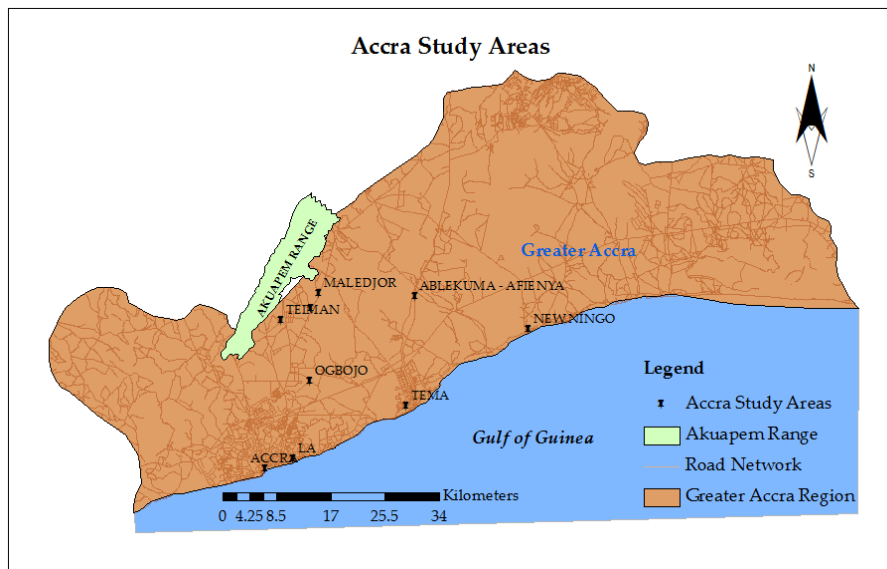 Accra Study Areas
N
S
AKUAPEM RANGE
Greater Accra
MALEDJOR
ABLEKUMA - AFIENYA
TEIMAN
NEW NINGO
OGBOJO
TEMA
LA
ACCRA
Gulf of Guinea
Legend
Accra Study Areas
Akuapem Range
Road Network
Greater Accra Region
Kilometers
0 4.25 8.5 17 25.5 34